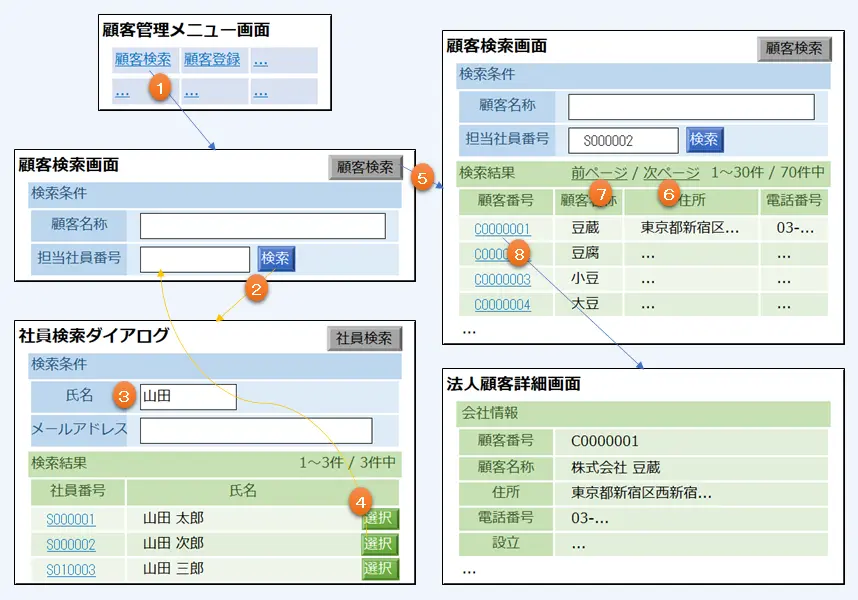 顧客管理メニュー画面
顧客検索 顧客登録 ...
... ... ...
1
顧客検索画面 顧客検索
検索条件
顧客名称
担当社員番号 検索
2
社員検索ダイアログ 社員検索
検索条件
氏名 3 山田
メールアドレス
検索結果 1～3件 / 3件中
社員番号 氏名
4
S000001 山田 太郎 選択
S000002 山田 次郎 選択
S010003 山田 三郎 選択
5
顧客検索画面 顧客検索
検索条件
顧客名称
担当社員番号 S000002 検索
検索結果 前ページ / 次ページ 1～30件 / 70件中
7 6
顧客番号 顧客名称 住所 電話番号
C0000001 豆蔵 東京都新宿区... 03-...
8
豆腐 ... ...
C0000003 小豆 ... ...
C0000004 大豆 ... ...
...
法人顧客詳細画面
会社情報
顧客番号 C0000001
顧客名称 株式会社 豆蔵
住所 東京都新宿区西新宿...
電話番号 03-...
設立 ...
...